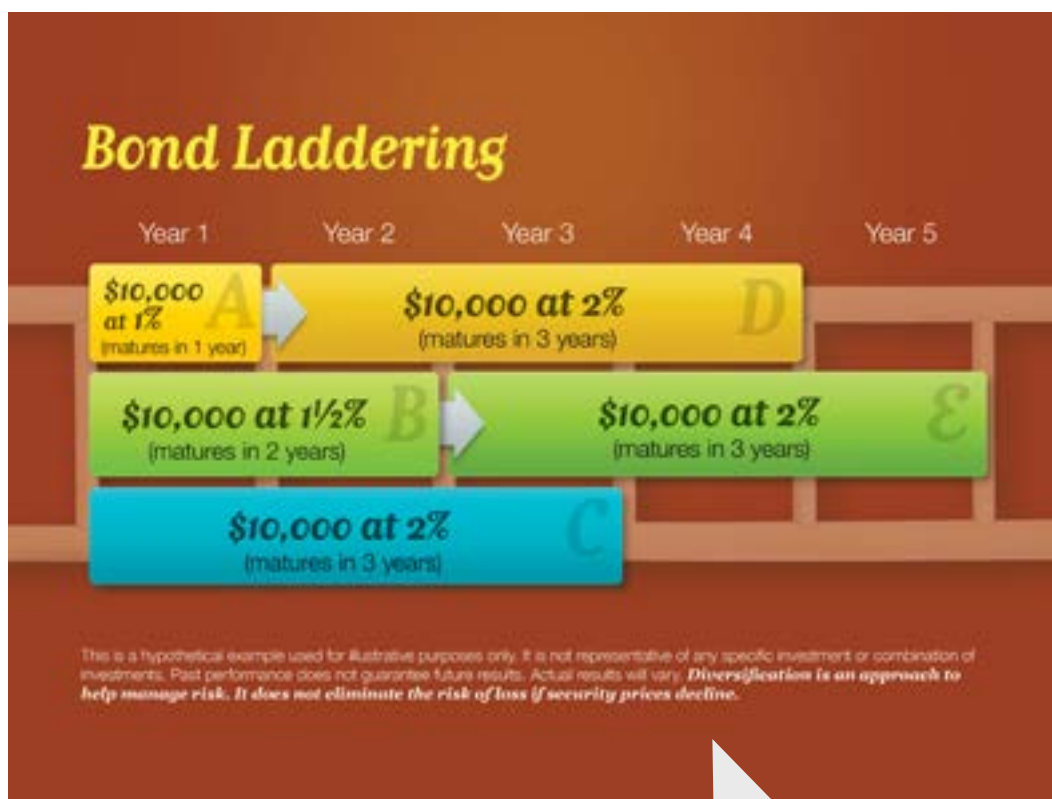 Bond Laddering
Year 1 Year 2 Year 3 Year 4 Year 5
$10,000
at 1%
(matures in 1 year)
A
$10,000 at 2%
(matures in 3 years)
D
$10,000 at 1½%
(matures in 2 years)
B
$10,000 at 2%
(matures in 3 years)
E
$10,000 at 2%
(matures in 3 years)
C
This is a hypothetical example used for illustrative purposes only. It is not representative of any specific investment or combination of
investments. Past performance does not guarantee future results. Actual results will vary. Diversification is an approach to
help manage risk. It does not eliminate the risk of loss if security prices decline.